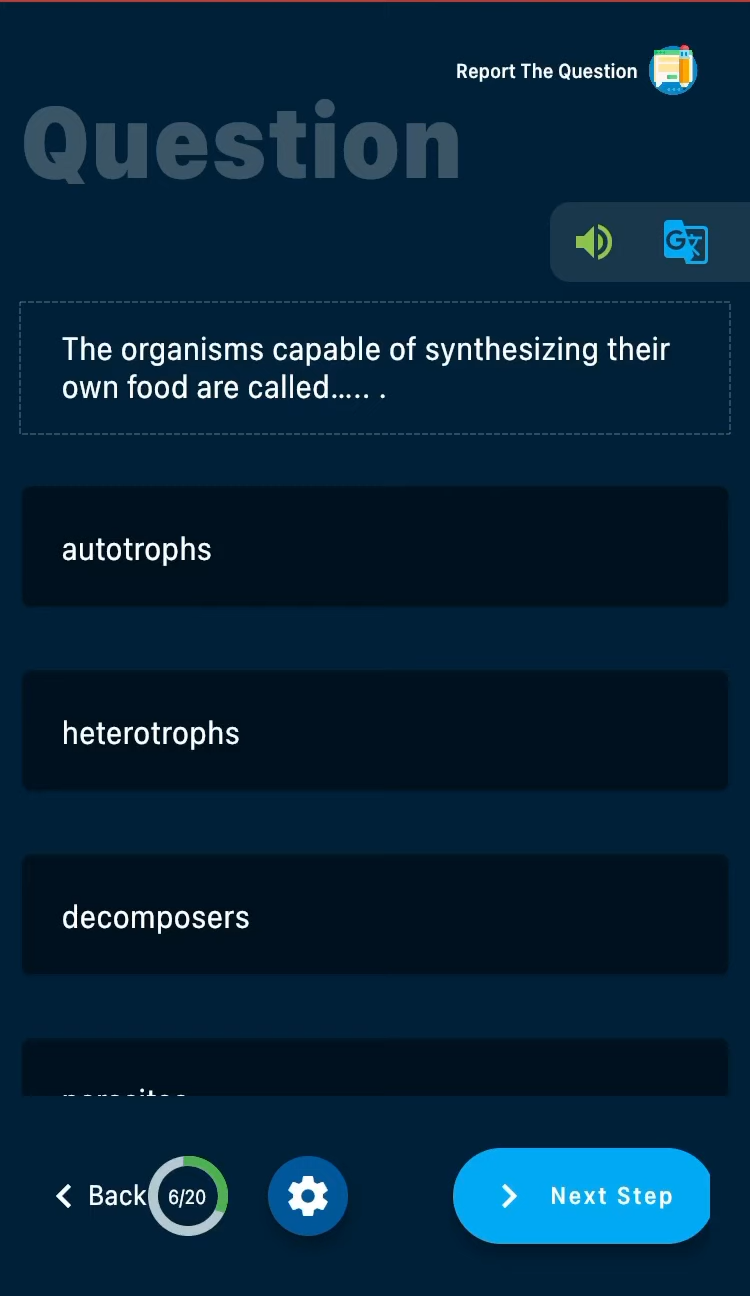 Report The Question
Question
The organisms capable of synthesizing their
own food are called..... .
autotrophs
heterotrophs
decomposers
Back
6/20
Next Step